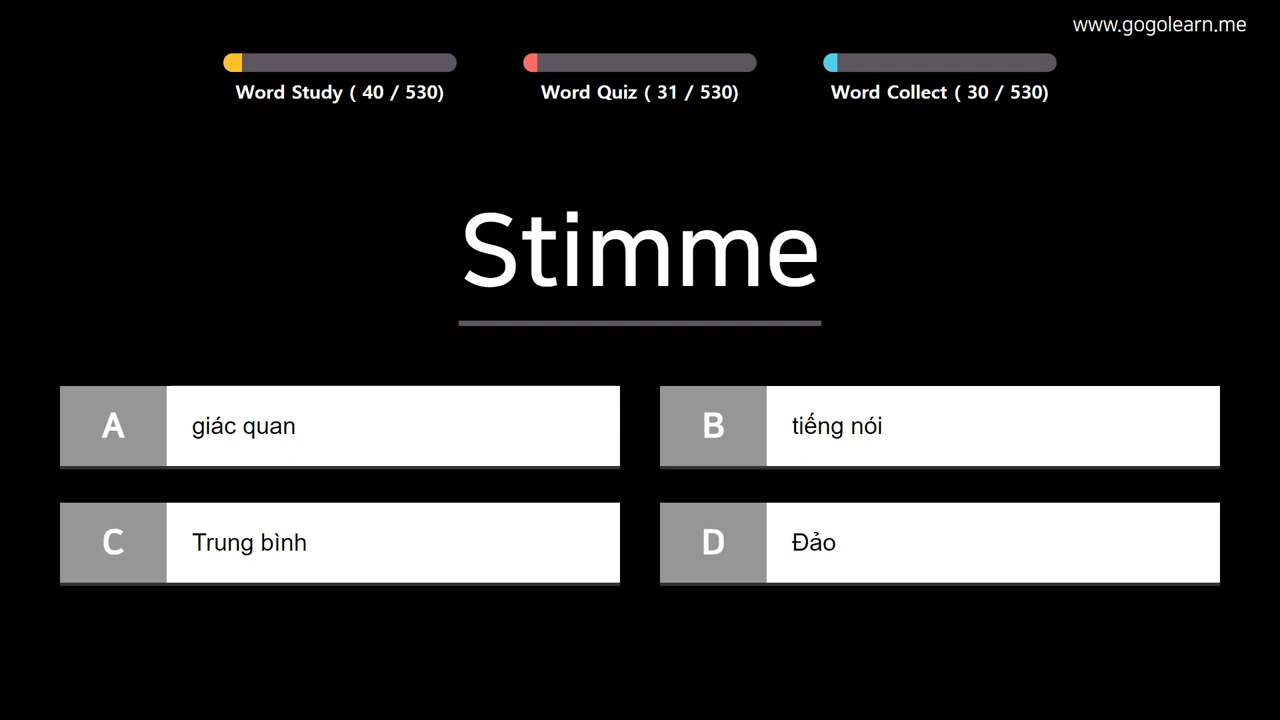 www.gogolearn.me
Word Study ( 40 / 530)
Word Quiz ( 31 / 530)
Word Collect ( 30 / 530)
Stimme
A giác quan
B tiếng nói
C Trung bình
D Đảo